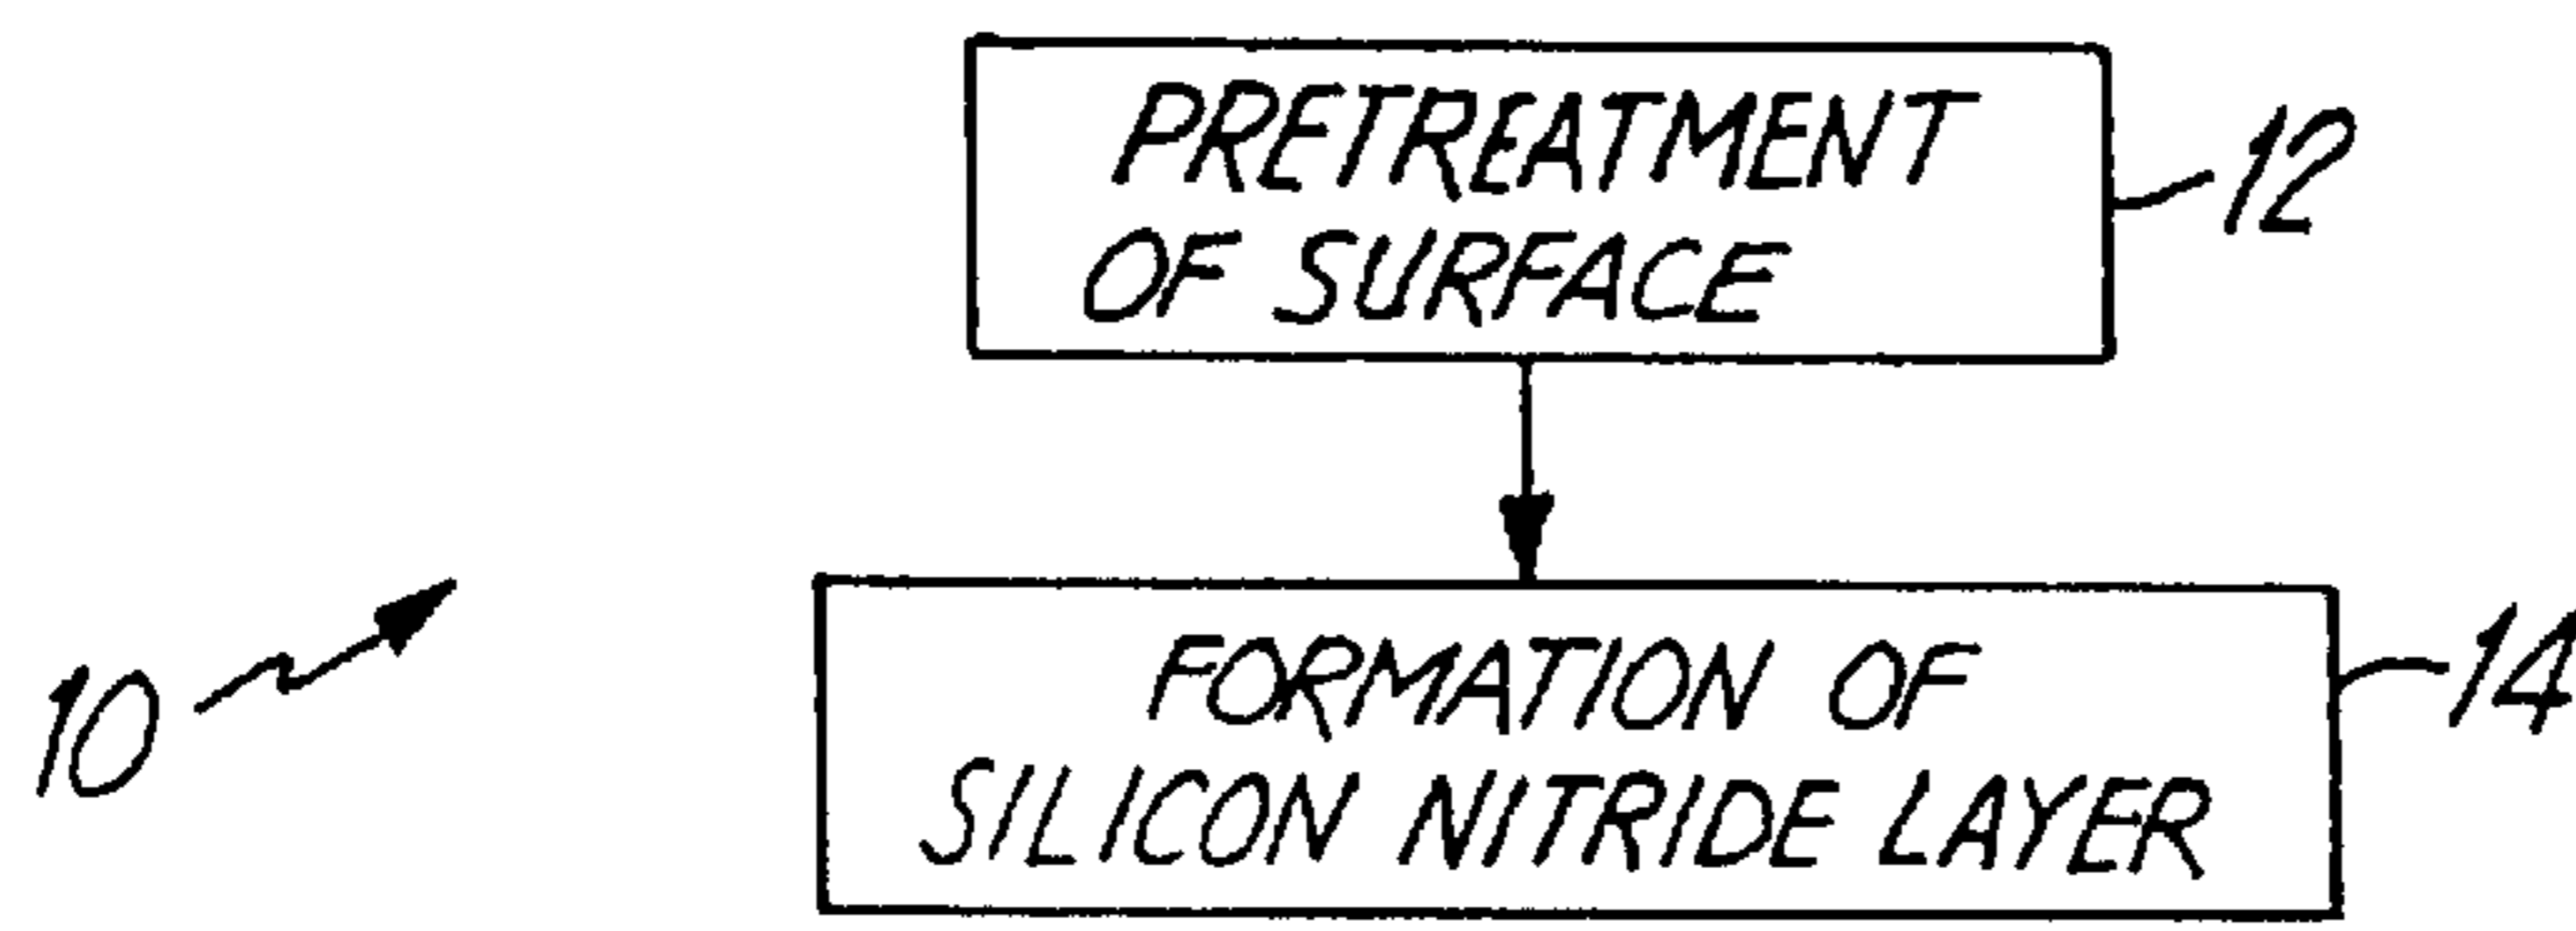 PRETREATMENT
OF SURFACE
12
FORMATION OF
SILICON NITRIDE LAYER
14
10